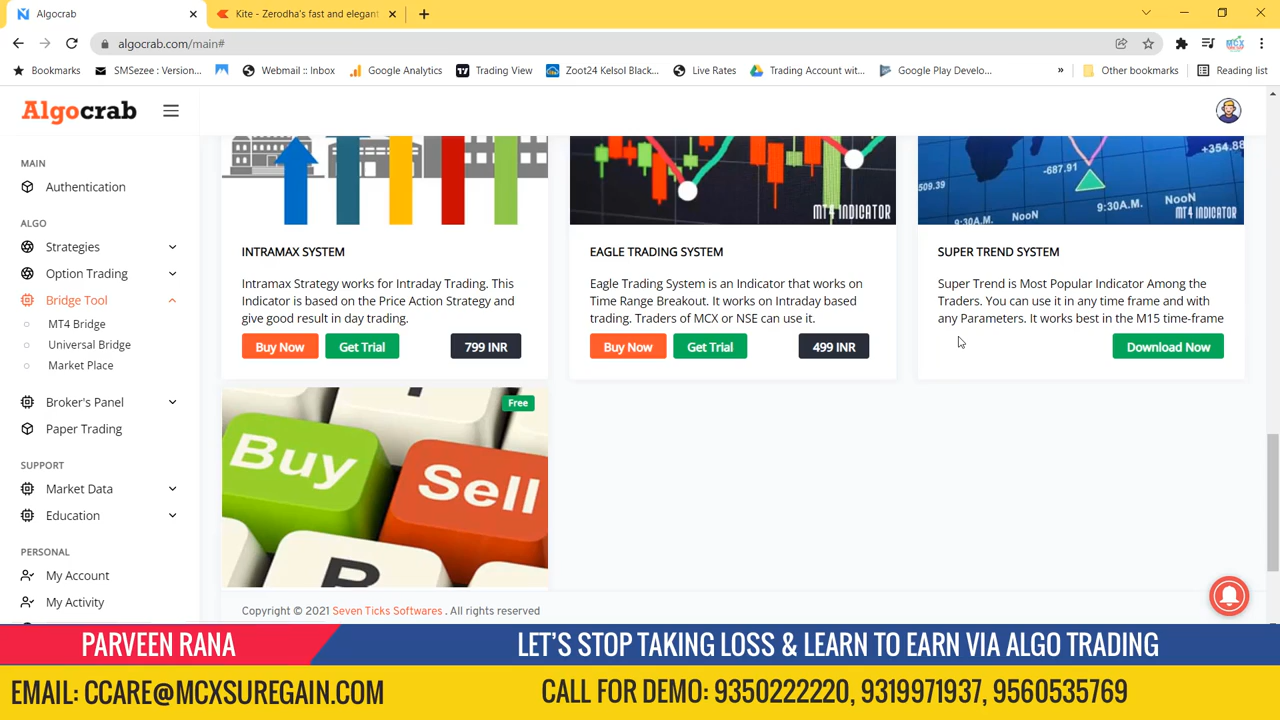 Algocrab
Kite - Zerodha's fast and elegant
algocrab.com/main#
Bookmarks
SMSezee : Version...
Webmail :: Inbox
Google Analytics
Trading View
Zoot24 Kelsol Black...
Live Rates
Trading Account wit...
Google Play Develo...
»
Other bookmarks
Reading list
Algocrab
MAIN
Authentication
ALGO
Strategies
Option Trading
Bridge Tool
MT4 Bridge
Universal Bridge
Market Place
Broker's Panel
Paper Trading
SUPPORT
Market Data
Education
PERSONAL
My Account
My Activity
INTRAMAX SYSTEM
Intramax Strategy works for Intraday Trading. This
Indicator is based on the Price Action Strategy and
give good result in day trading.
Buy Now
Get Trial
799 INR
MT4 INDICATOR
EAGLE TRADING SYSTEM
Eagle Trading System is an Indicator that works on
Time Range Breakout. It works on Intraday based
trading. Traders of MCX or NSE can use it.
Buy Now
Get Trial
499 INR
+354.88
-687.91
509.39
9:30A.M.
NooN
9:30A.M.
NooN
MT4 INDICATOR
SUPER TREND SYSTEM
Super Trend is Most Popular Indicator Among the
Traders. You can use it in any time frame and with
any Parameters. It works best in the M15 time-frame
Download Now
Free
Buy
Sell
Copyright © 2021 Seven Ticks Softwares . All rights reserved
PARVEEN RANA
LET'S STOP TAKING LOSS & LEARN TO EARN VIA ALGO TRADING
EMAIL: CCARE@MCXSUREGAIN.COM
CALL FOR DEMO: 9350222220, 9319971937, 9560535769